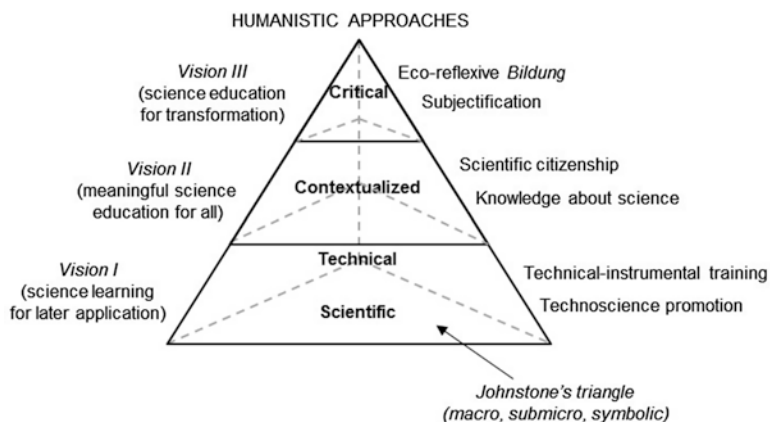 HUMANISTIC APPROACHES
Vision III
(science education
for transformation)
Critical
Eco-reflexive Bildung
Subjectification
Vision II
(meaningful science
education for all)
Contextualized
Scientific citizenship
Knowledge about science
Vision I
(science learning
for later application)
Technical
Scientific
Technical-instrumental training
Technoscience promotion
Johnstone's triangle
(macro, submicro, symbolic)